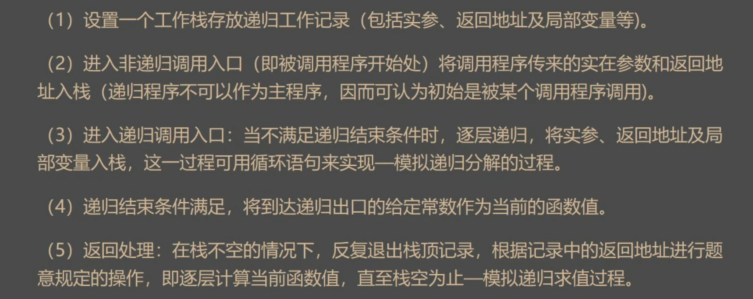 （1）设置一个工作栈存放递归工作记录（包括实参、返回地址及局部变量等）。
（2）进入非递归调用入口（即被调用程序开始处）将调用程序传来的实在参数和返回地
址入栈（递归程序不可以作为主程序，因而可认为初始是被某个调用程序调用）。
（3）进入递归调用入口：当不满足递归结束条件时，逐层递归，将实参、返回地址及局
部变量入栈，这一过程可用循环语句来实现—模拟递归分解的过程。
（4）递归结束条件满足，将到达递归出口的给定常数作为当前的函数值。
（5）返回处理：在栈不空的情况下，反复退出栈顶记录，根据记录中的返回地址进行题
意规定的操作，即逐层计算当前函数值，直至栈空为止—模拟递归求值过程。